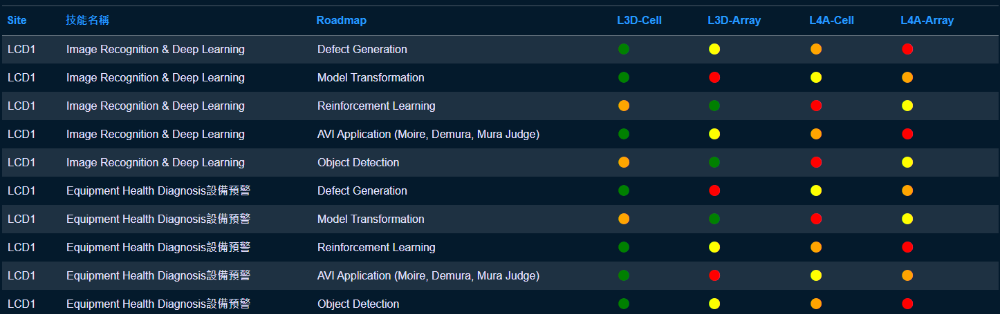 Site 技能名稱 Roadmap L3D-Cell L3D-Array L4A-Cell L4A-Array
LCD1 Image Recognition & Deep Learning Defect Generation
LCD1 Image Recognition & Deep Learning Model Transformation
LCD1 Image Recognition & Deep Learning Reinforcement Learning
LCD1 Image Recognition & Deep Learning AVI Application (Moire, Demura, Mura Judge)
LCD1 Image Recognition & Deep Learning Object Detection
LCD1 Equipment Health Diagnosis設備預警 Defect Generation
LCD1 Equipment Health Diagnosis設備預警 Model Transformation
LCD1 Equipment Health Diagnosis設備預警 Reinforcement Learning
LCD1 Equipment Health Diagnosis設備預警 AVI Application (Moire, Demura, Mura Judge)
LCD1 Equipment Health Diagnosis設備預警 Object Detection